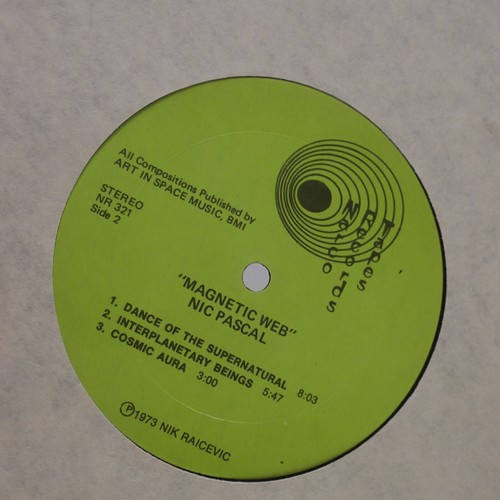 All Compositions Published by
ART IN SPACE MUSIC, BMI
STEREO
NR 321
Side 2
Narco
Records
Tapes
"MAGNETIC WEB"
NIC PASCAL
1. DANCE OF THE SUPERNATURAL 8:03
2. INTERPLANETARY BEINGS 5:47
3. COSMIC AURA 3:00
Ⓟ1973 NIK RAICEVIC